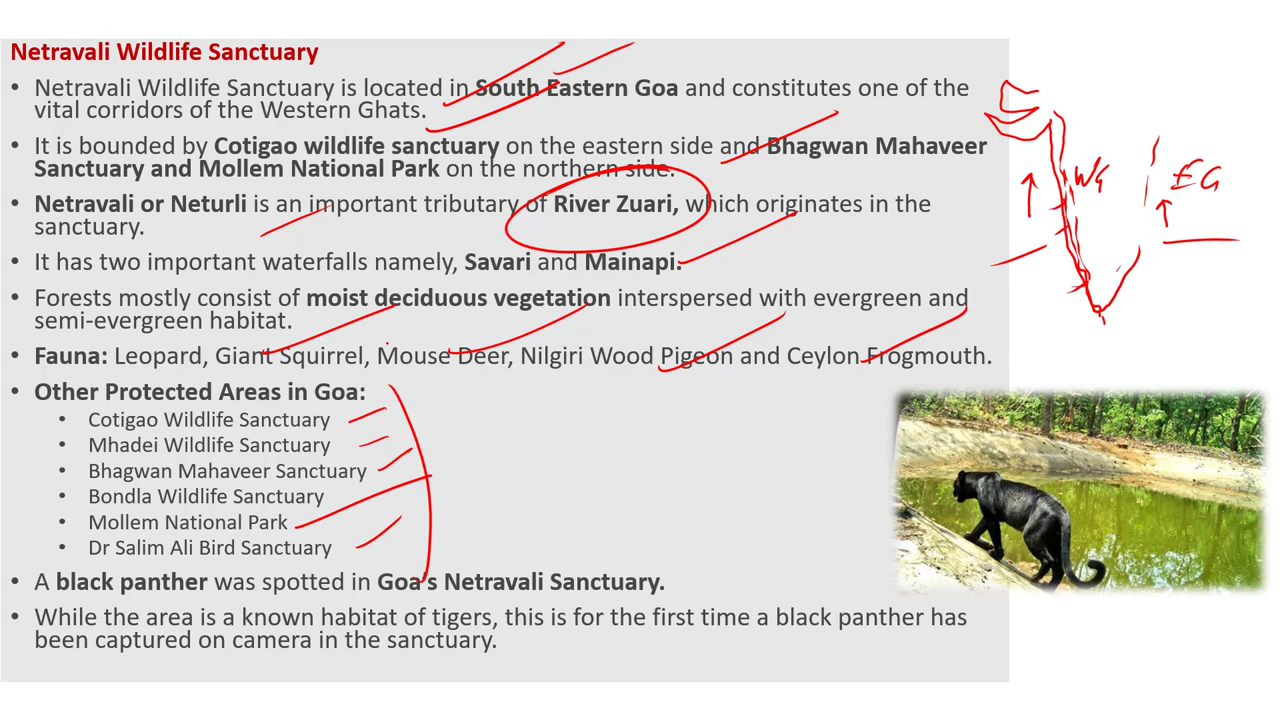 Netravali Wildlife Sanctuary
• Netravali Wildlife Sanctuary is located in South Eastern Goa and constitutes one of the
vital corridors of the Western Ghats.
• It is bounded by Cotigao wildlife sanctuary on the eastern side and Bhagwan Mahaveer
Sanctuary and Mollem National Park on the northern side.
• Netravali or Neturli is an important tributary of River Zuari, which originates in the
sanctuary.
• It has two important waterfalls namely, Savari and Mainapi.
• Forests mostly consist of moist deciduous vegetation interspersed with evergreen and
semi-evergreen habitat.
• Fauna: Leopard, Giant Squirrel, Mouse Deer, Nilgiri Wood Pigeon and Ceylon Frogmouth.
• Other Protected Areas in Goa:
• Cotigao Wildlife Sanctuary
• Mhadei Wildlife Sanctuary
• Bhagwan Mahaveer Sanctuary
• Bondla Wildlife Sanctuary
• Mollem National Park
• Dr Salim Ali Bird Sanctuary
• A black panther was spotted in Goa's Netravali Sanctuary.
• While the area is a known habitat of tigers, this is for the first time a black panther has
been captured on camera in the sanctuary.
WG
EG